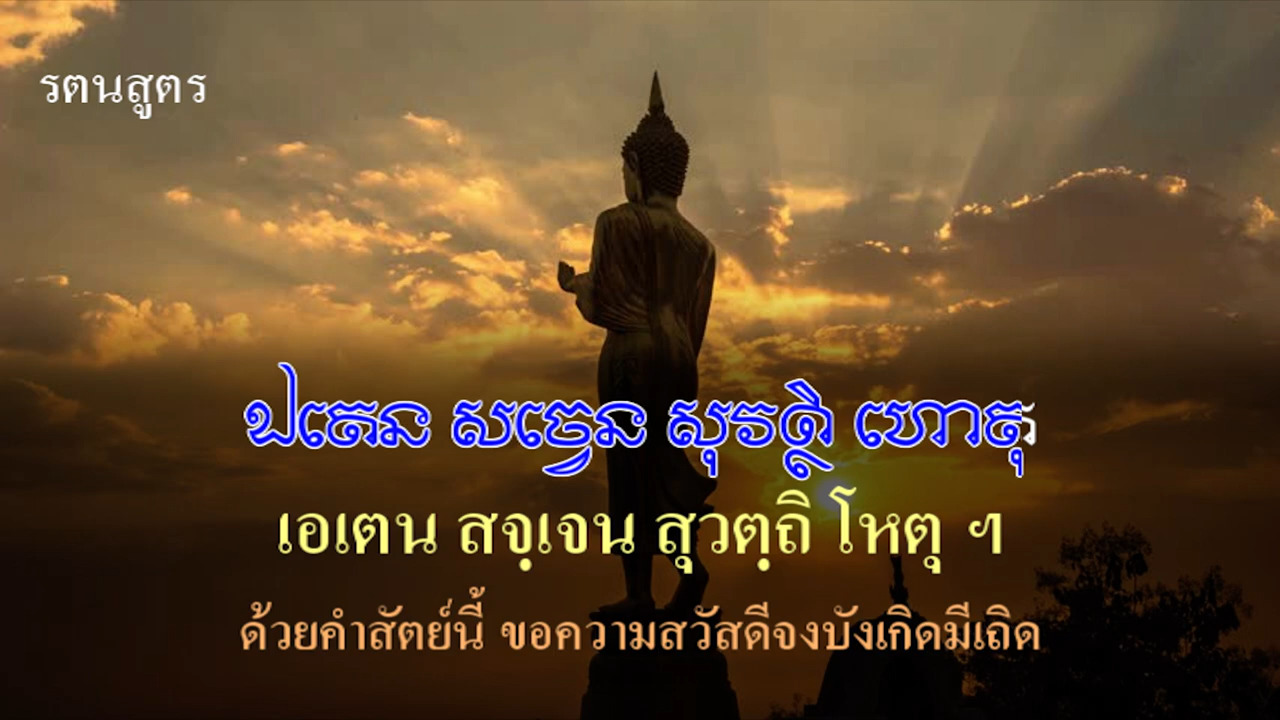 รตนสูตร
ឯតេន សច្ចេន សុវត្ថិ ហោតុ
เอเตน สจฺเจน สุวตฺถิ โหตุ ฯ
ด้วยคำสัตย์นี้ ขอความสวัสดีจงบังเกิดมีเถิด